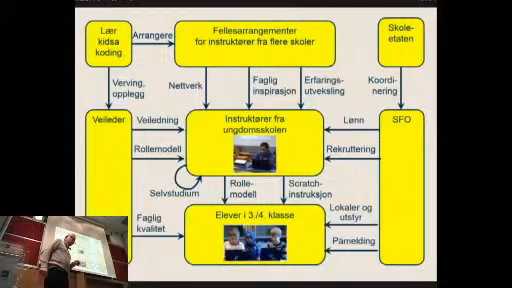 Lær
kidsa
koding
Arrangere
Fellesarrangementer
for instruktører fra flere skoler
Skole-
etaten
Verving,
opplegg
Nettverk
Faglig
inspirasjon
Erfarings-
utveksling
Koordi-
nering
Veileder
Veiledning
Instruktører fra
ungdomsskolen
Lønn
SFO
Rollemodell
Rekruttering
Selvstudium
Rolle-
modell
Scratch-
instruksjon
Faglig
kvalitet
Elever i 3./4. klasse
Lokaler og
utstyr
Påmelding